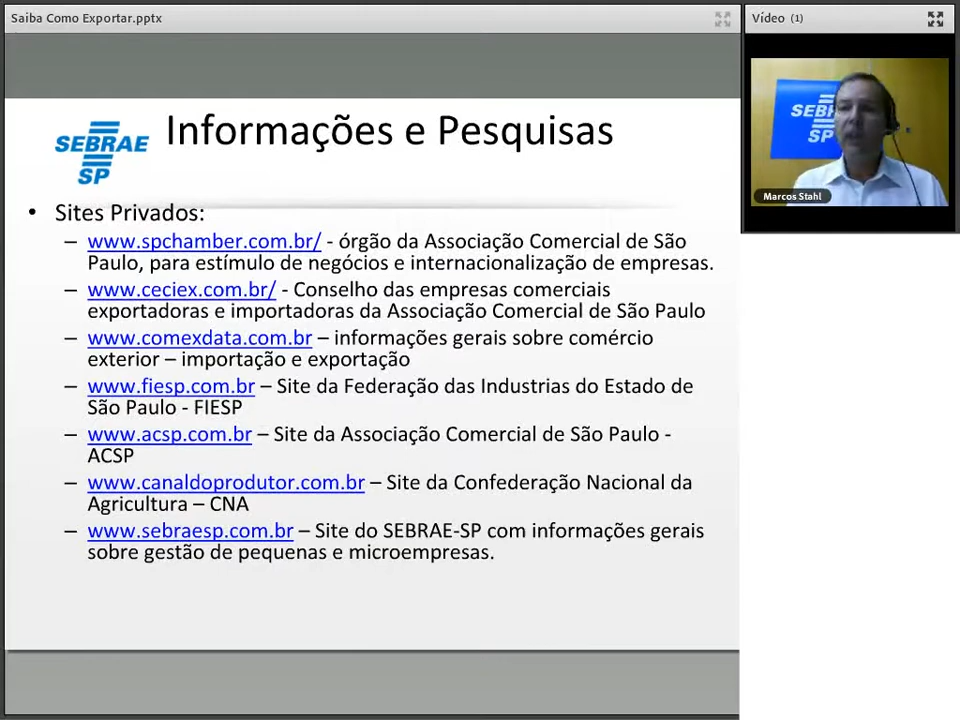 Saiba Como Exportar.pptx
Vídeo (1)
SEBRAE
SP
Informações e Pesquisas
SEBRAE
SP
Marcos Stahl
• Sites Privados:
– www.spchamber.com.br/ - órgão da Associação Comercial de São
Paulo, para estímulo de negócios e internacionalização de empresas.
– www.ceciex.com.br/ - Conselho das empresas comerciais
exportadoras e importadoras da Associação Comercial de São Paulo
– www.comexdata.com.br – informações gerais sobre comércio
exterior – importação e exportação
– www.fiesp.com.br – Site da Federação das Industrias do Estado de
São Paulo - FIESP
– www.acsp.com.br – Site da Associação Comercial de São Paulo -
ACSP
– www.canaldoprodutor.com.br – Site da Confederação Nacional da
Agricultura – CNA
– www.sebraesp.com.br – Site do SEBRAE-SP com informações gerais
sobre gestão de pequenas e microempresas.